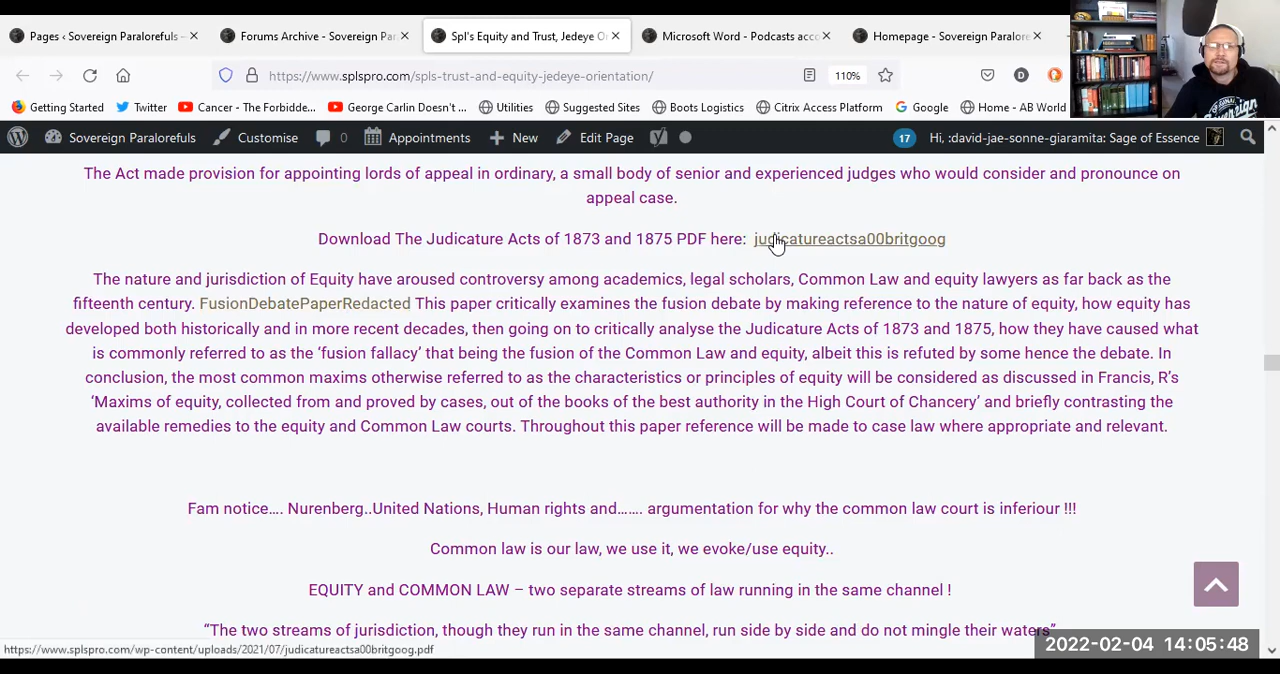 Pages ‹ Sovereign Paralorefuls –
Forums Archive - Sovereign Par
Spl's Equity and Trust, Jedeye O
Microsoft Word - Podcasts acc
Homepage - Sovereign Paralore
https://www.splspro.com/spls-trust-and-equity-jedeye-orientation/
110%
Getting Started
Twitter
Cancer - The Forbidde...
George Carlin Doesn't ...
Utilities
Suggested Sites
Boots Logistics
Citrix Access Platform
Google
Home - AB World
Sovereign Paralorefuls
Customise
0
Appointments
New
Edit Page
17
Hi, :david-jae-sonne-giaramita: Sage of Essence
The Act made provision for appointing lords of appeal in ordinary, a small body of senior and experienced judges who would consider and pronounce on
appeal case.
Download The Judicature Acts of 1873 and 1875 PDF here: judicatureactsa00britgoog
The nature and jurisdiction of Equity have aroused controversy among academics, legal scholars, Common Law and equity lawyers as far back as the
fifteenth century. FusionDebatePaperRedacted This paper critically examines the fusion debate by making reference to the nature of equity, how equity has
developed both historically and in more recent decades, then going on to critically analyse the Judicature Acts of 1873 and 1875, how they have caused what
is commonly referred to as the ‘fusion fallacy’ that being the fusion of the Common Law and equity, albeit this is refuted by some hence the debate. In
conclusion, the most common maxims otherwise referred to as the characteristics or principles of equity will be considered as discussed in Francis, R’s
‘Maxims of equity, collected from and proved by cases, out of the books of the best authority in the High Court of Chancery’ and briefly contrasting the
available remedies to the equity and Common Law courts. Throughout this paper reference will be made to case law where appropriate and relevant.
Fam notice…. Nurenberg..United Nations, Human rights and……. argumentation for why the common law court is inferiour !!!
Common law is our law, we use it, we evoke/use equity..
EQUITY and COMMON LAW – two separate streams of law running in the same channel !
“The two streams of jurisdiction, though they run in the same channel, run side by side and do not mingle their waters”
2022-02-04 14:05:48
https://www.splspro.com/wp-content/uploads/2021/07/judicatureactsa00britgoog.pdf